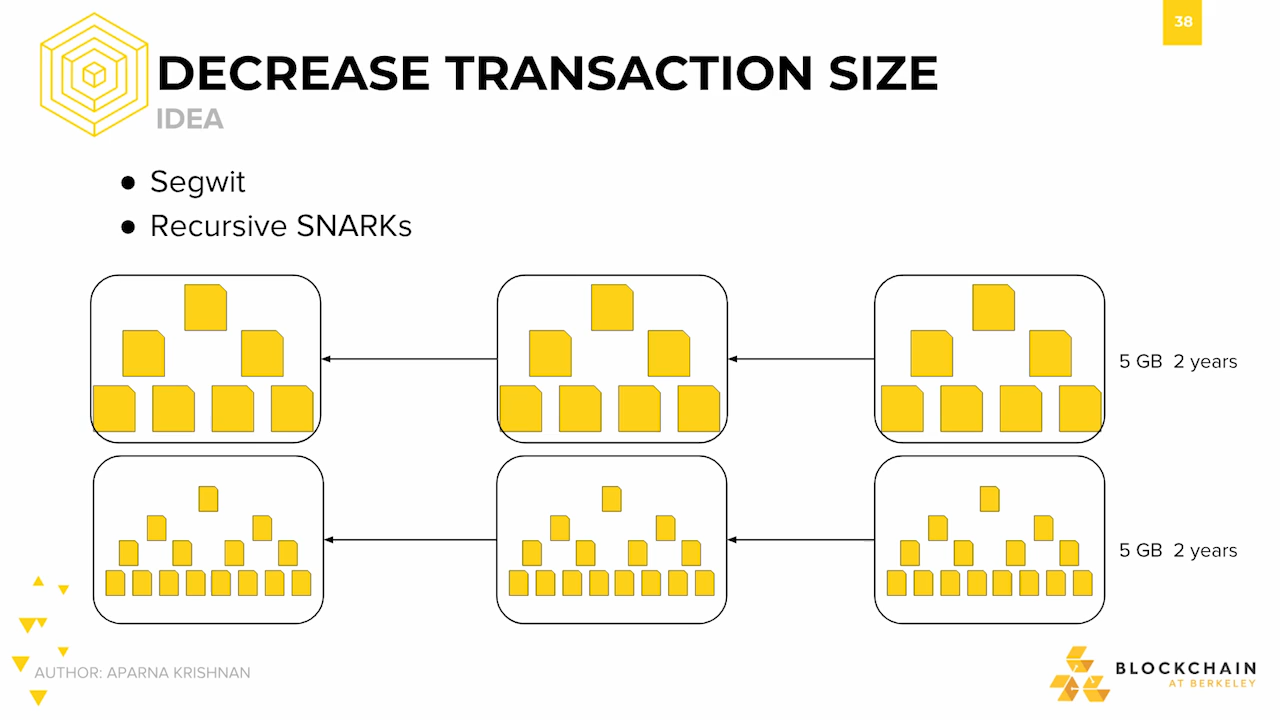 38
DECREASE TRANSACTION SIZE
IDEA
● Segwit
● Recursive SNARKs
5 GB 2 years
5 GB 2 years
AUTHOR: APARNA KRISHNAN
BLOCKCHAIN
AT BERKELEY